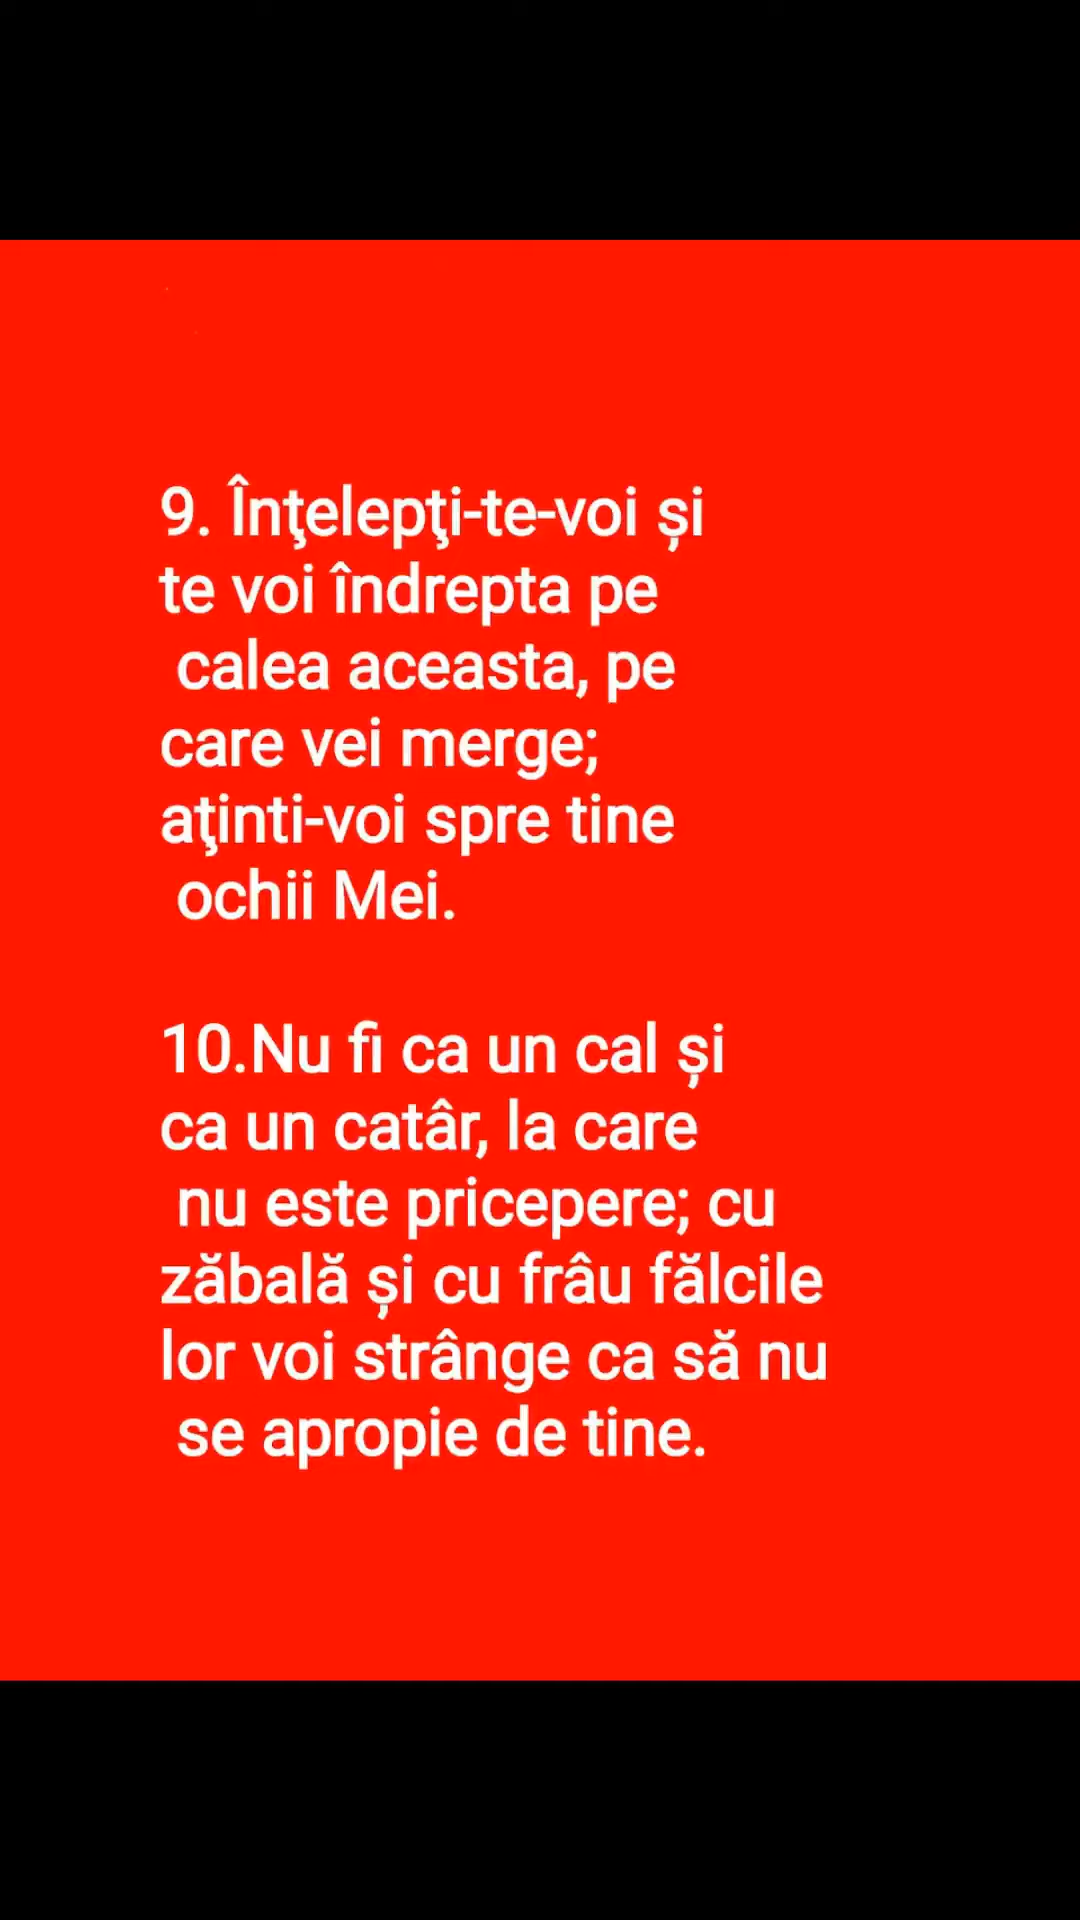 9. Înţelepţi-te-voi și
te voi îndrepta pe
calea aceasta, pe
care vei merge;
aţinti-voi spre tine
ochii Mei.
10.Nu fi ca un cal și
ca un catâr, la care
nu este pricepere; cu
zăbală și cu frâu fălcile
lor voi strânge ca să nu
se apropie de tine.